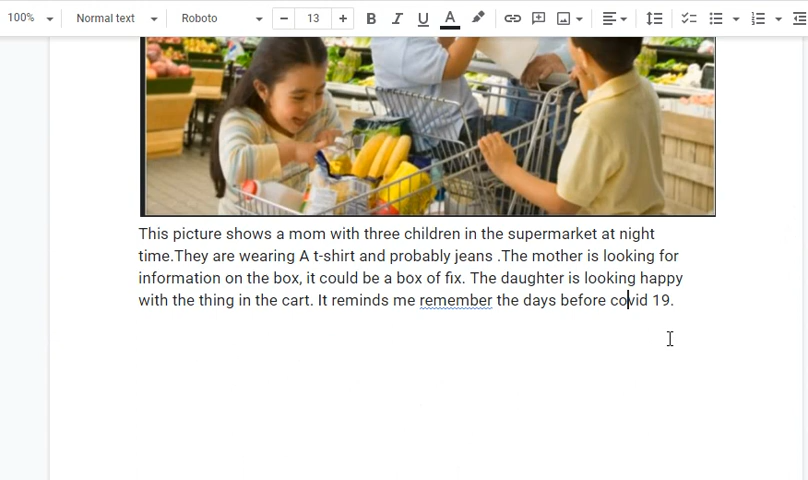 100% Normal text Roboto − 13 + B I U A
This picture shows a mom with three children in the supermarket at night
time.They are wearing A t-shirt and probably jeans .The mother is looking for
information on the box, it could be a box of fix. The daughter is looking happy
with the thing in the cart. It reminds me remember the days before covid 19.